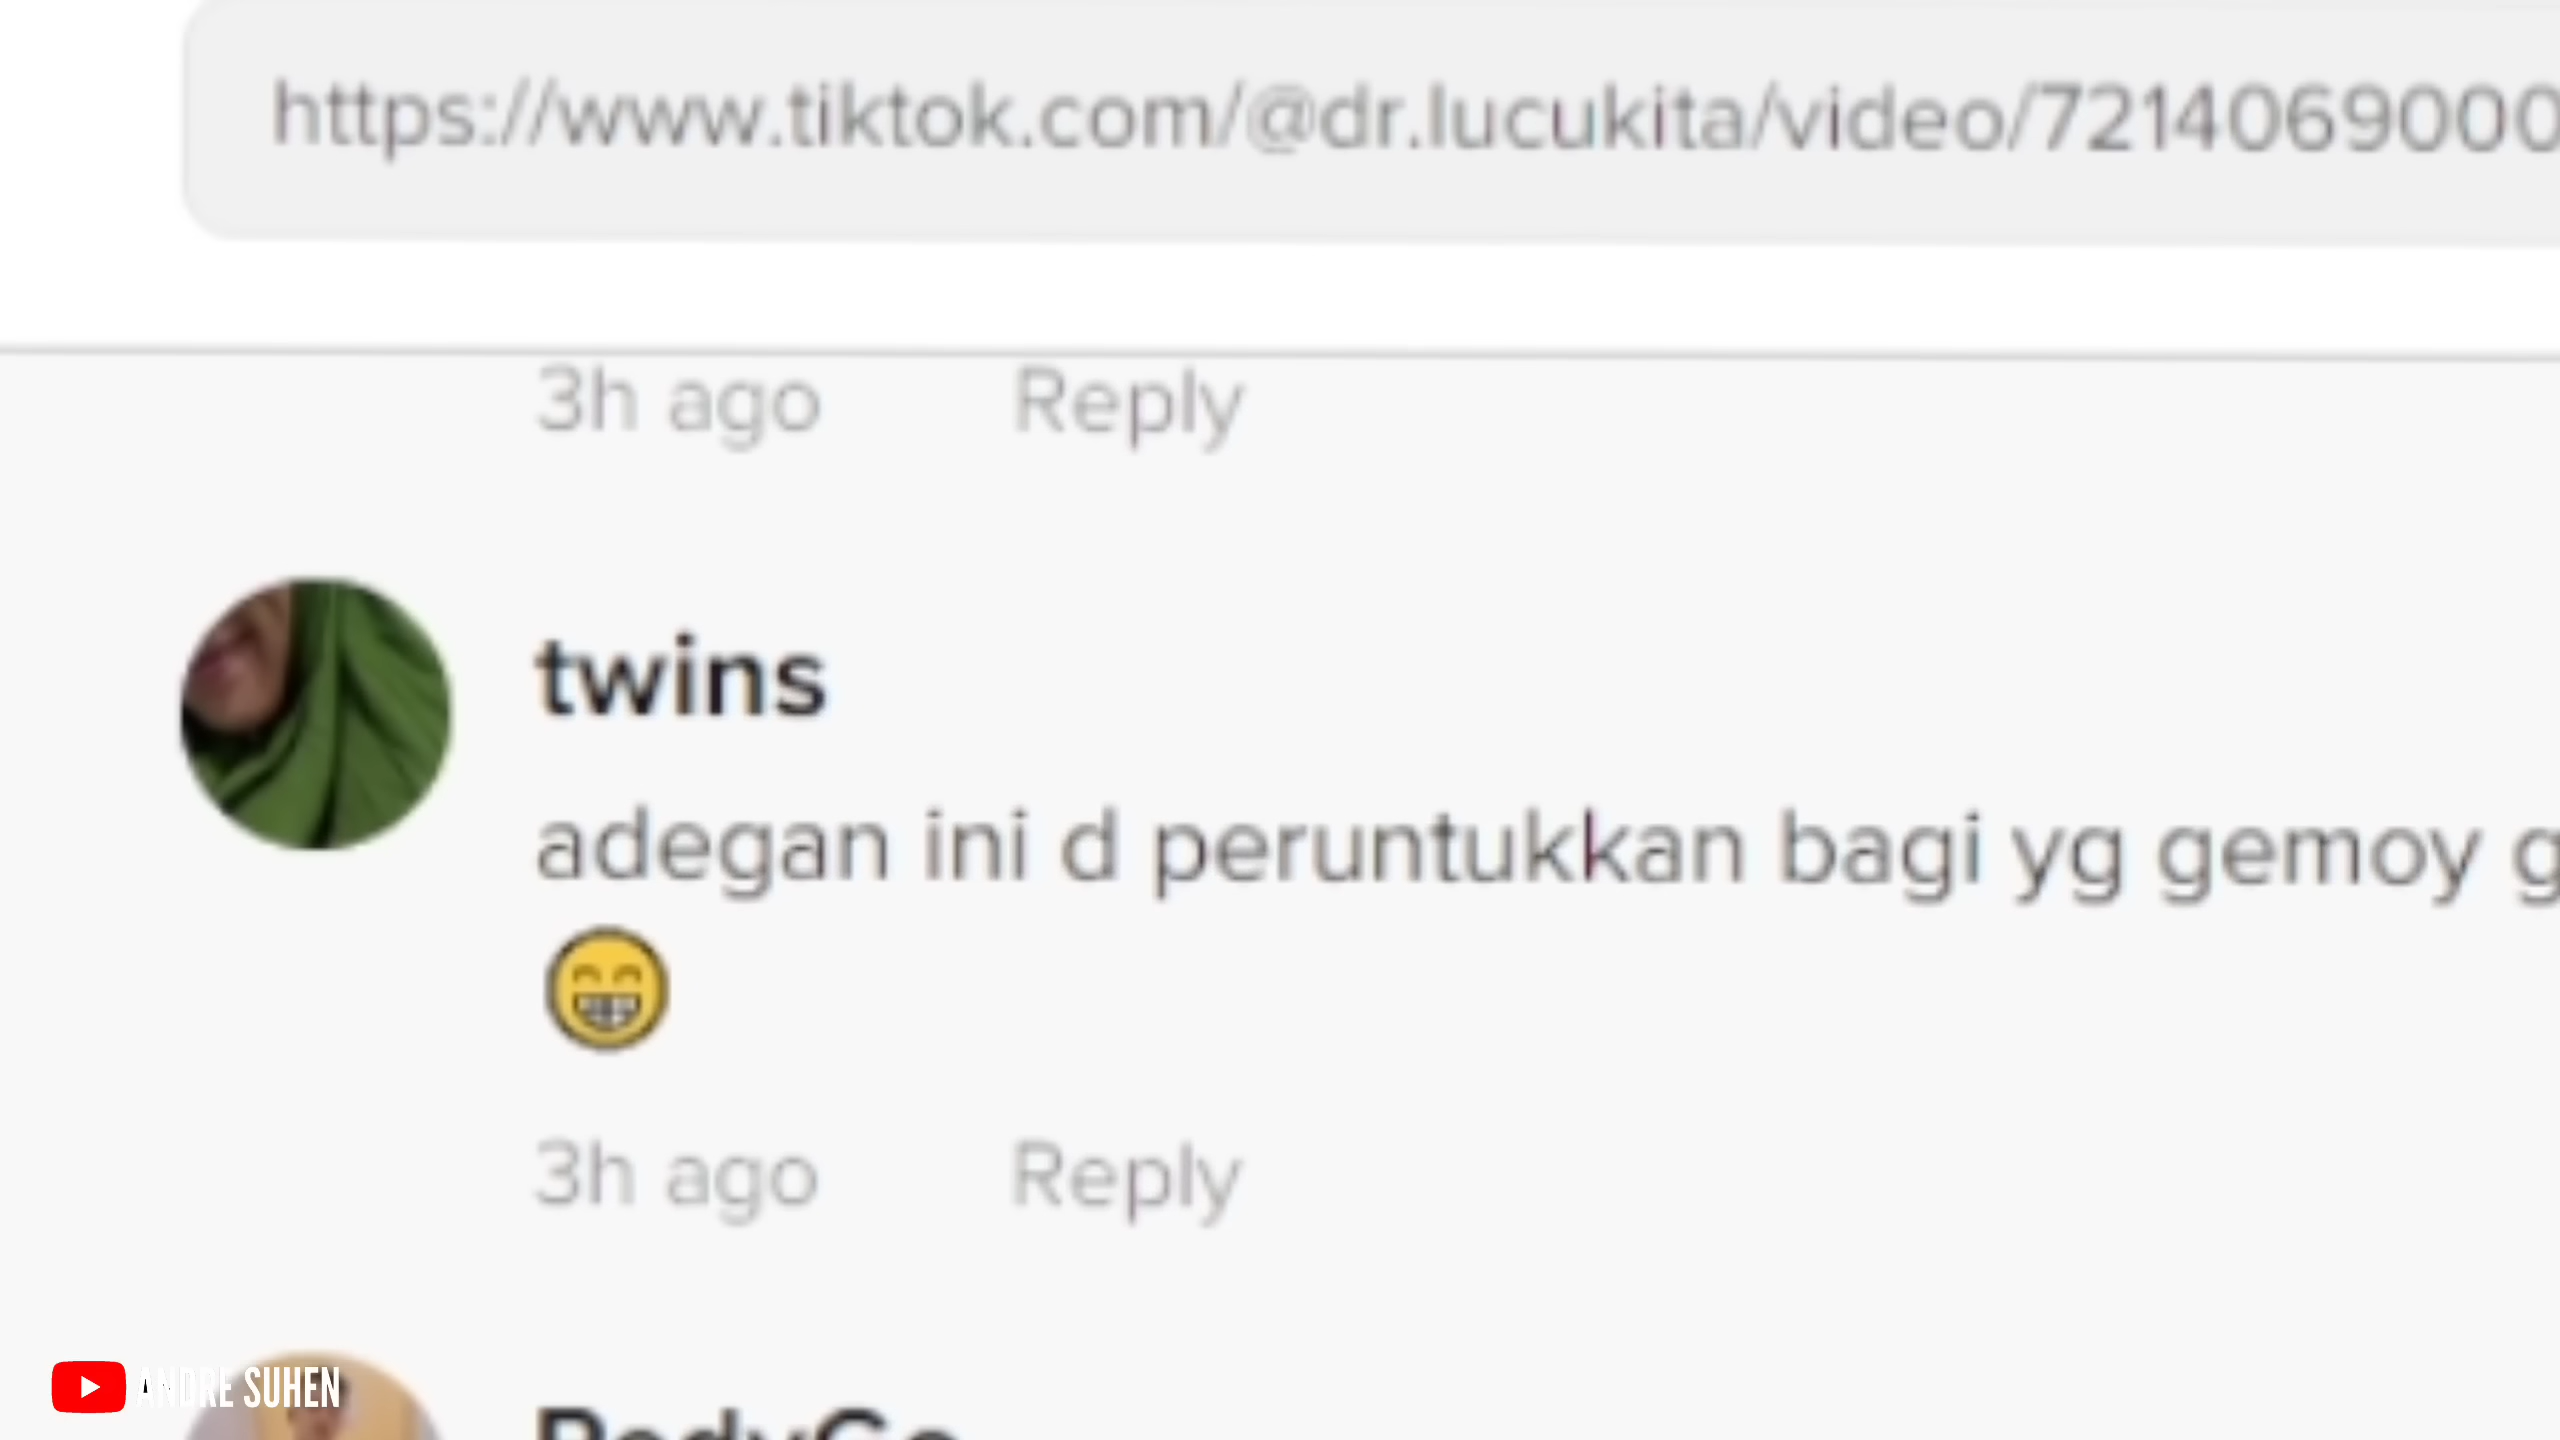 https://www.tiktok.com/@dr.lucukita/video/7214069000
3h ago Reply
twins
adegan ini d peruntukkan bagi yg gemoy g
😁
3h ago Reply
ANDRE SUHEN